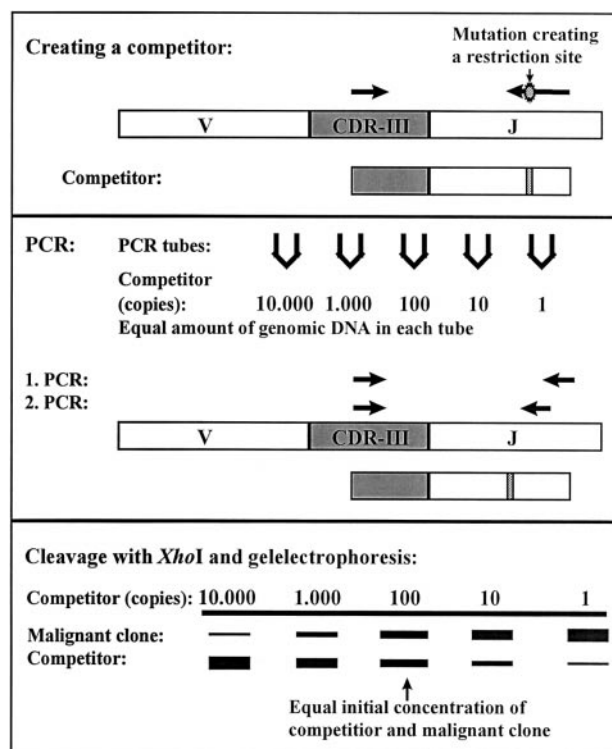 Creating a competitor:
Mutation creating
a restriction site
V CDR-III J
Competitor:
PCR: PCR tubes:
Competitor
(copies): 10.000 1.000 100 10 1
Equal amount of genomic DNA in each tube
1. PCR:
2. PCR:
V CDR-III J
Cleavage with XhoI and gelelectrophoresis:
Competitor (copies): 10.000 1.000 100 10 1
Malignant clone:
Competitor:
Equal initial concentration of
competitior and malignant clone